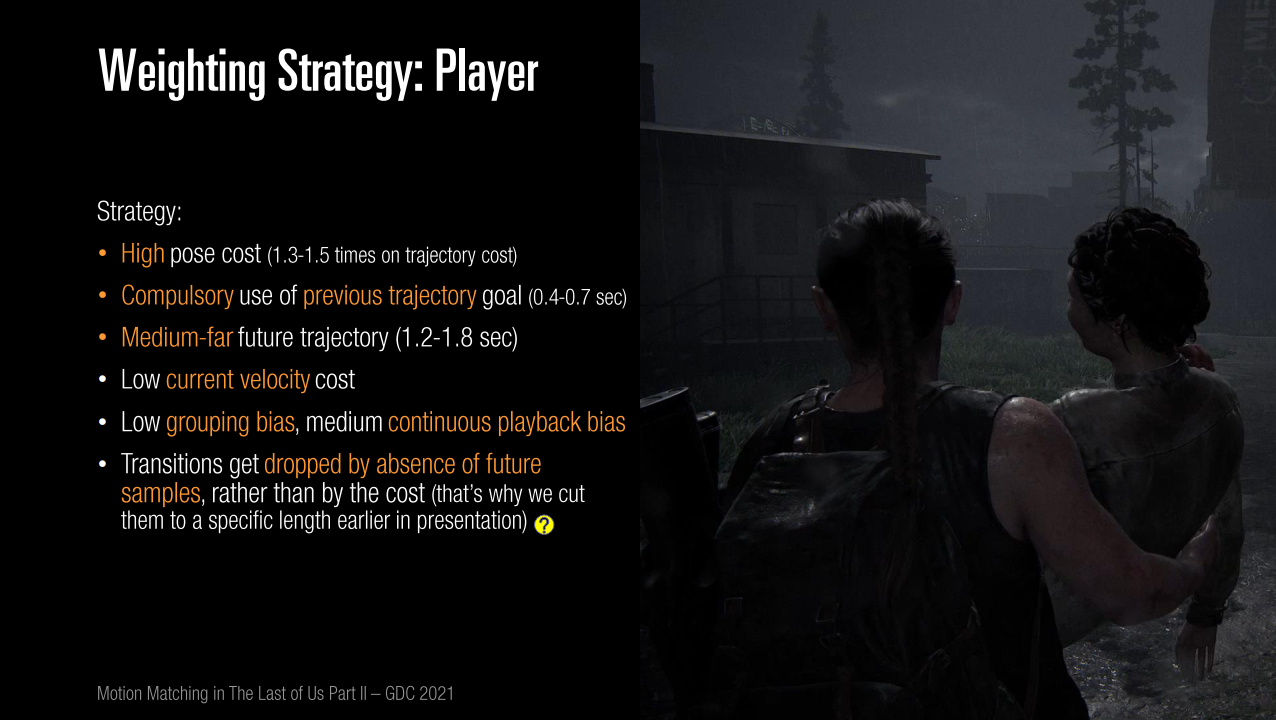 Weighting Strategy: Player
Strategy:
• High pose cost (1.3-1.5 times on trajectory cost)
• Compulsory use of previous trajectory goal (0.4-0.7 sec)
• Medium-far future trajectory (1.2-1.8 sec)
• Low current velocity cost
• Low grouping bias, medium continuous playback bias
• Transitions get dropped by absence of future
samples, rather than by the cost (that’s why we cut
them to a specific length earlier in presentation) ?
Motion Matching in The Last of Us Part II – GDC 2021